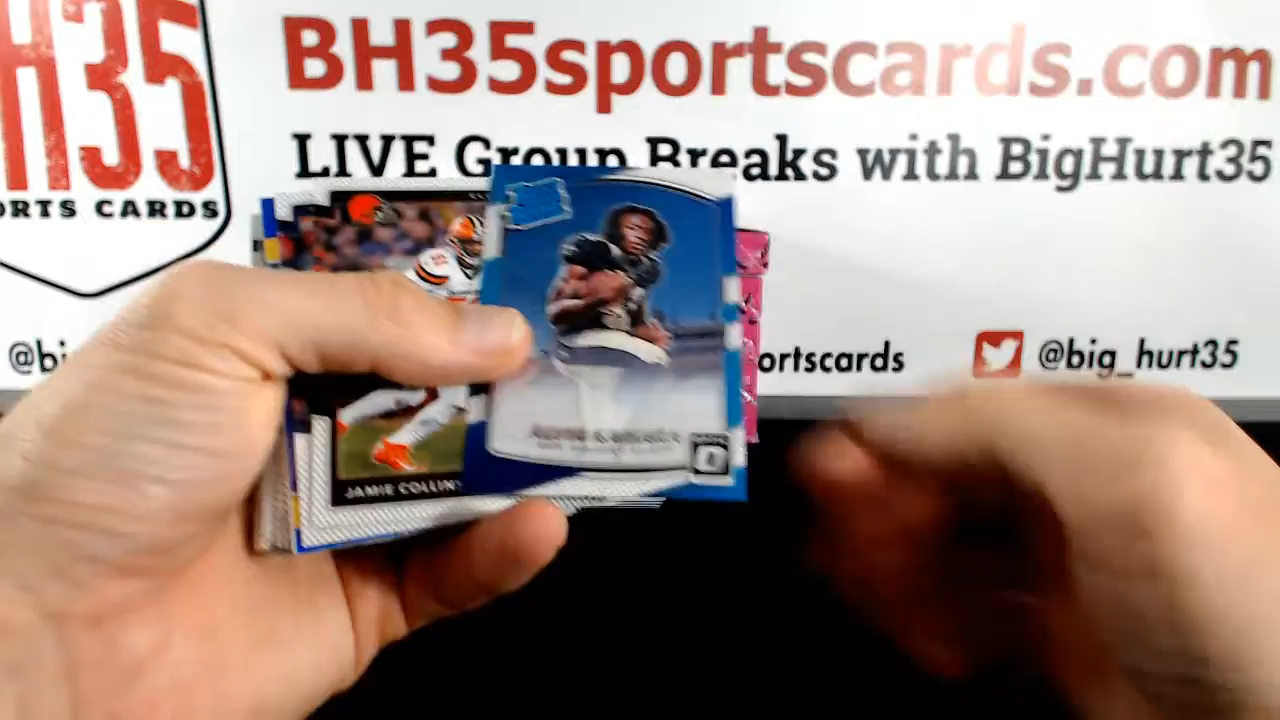 H35
ORTS CARDS
BH35sportscards.com
LIVE Group Breaks with BigHurt35
@bi
ortscards
@big_hurt35
JAMIE COLLINS